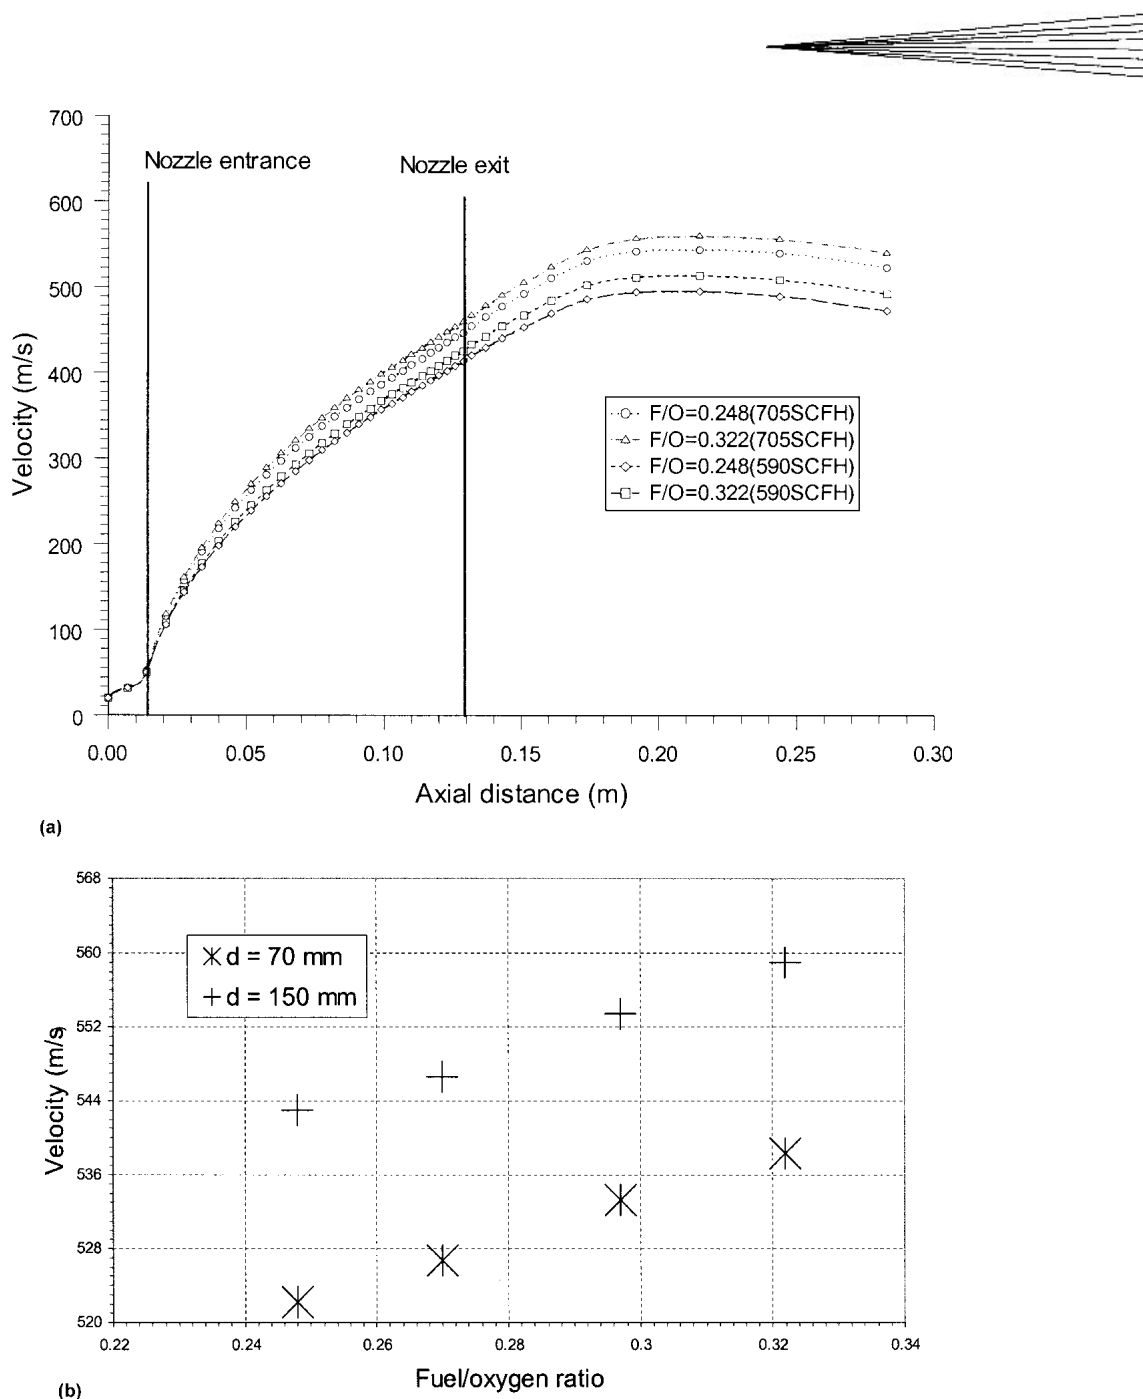 700
600
500
400
300
200
100
0
Velocity (m/s)
Nozzle entrance
Nozzle exit
F/O=0.248(705SCFH)
F/O=0.322(705SCFH)
F/O=0.248(590SCFH)
F/O=0.322(590SCFH)
0.00 0.05 0.10 0.15 0.20 0.25 0.30
Axial distance (m)
(a)
568
560
552
544
536
528
520
Velocity (m/s)
d = 70 mm
d = 150 mm
0.22 0.24 0.26 0.28 0.3 0.32 0.34
Fuel/oxygen ratio
(b)